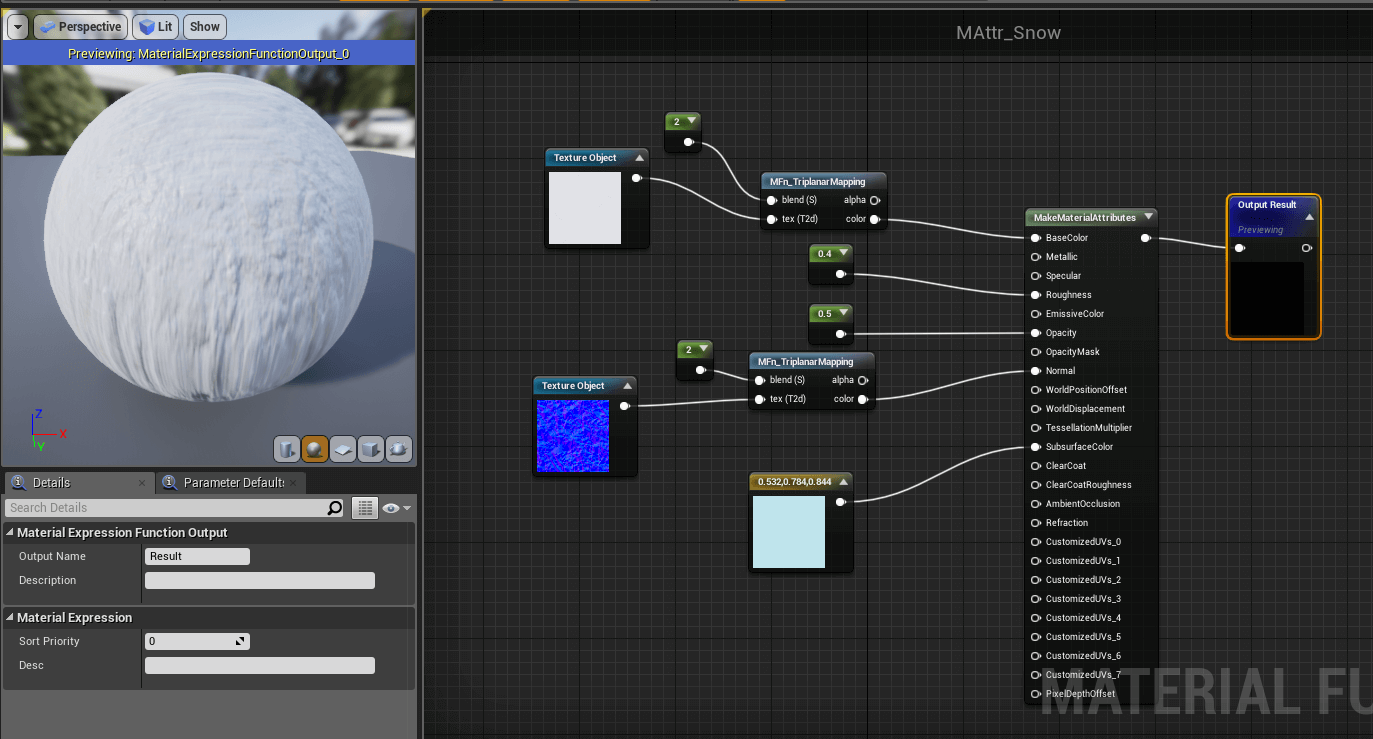 Perspective
Lit
Show
Previewing: MaterialExpressionFunctionOutput_0
Z
X
Y
Details
Parameter Defaults
Search Details
Material Expression Function Output
Output Name
Result
Description
Material Expression
Sort Priority
0
Desc
MAttr_Snow
2
Texture Object
MFn_TriplanarMapping
blend (S)
alpha
tex (T2d)
color
0.4
0.5
2
MFn_TriplanarMapping
blend (S)
alpha
tex (T2d)
color
Texture Object
0.532,0.784,0.844
MakeMaterialAttributes
BaseColor
Metallic
Specular
Roughness
EmissiveColor
Opacity
OpacityMask
Normal
WorldPositionOffset
WorldDisplacement
TessellationMultiplier
SubsurfaceColor
ClearCoat
ClearCoatRoughness
AmbientOcclusion
Refraction
CustomizedUVs_0
CustomizedUVs_1
CustomizedUVs_2
CustomizedUVs_3
CustomizedUVs_4
CustomizedUVs_5
CustomizedUVs_6
CustomizedUVs_7
PixelDepthOffset
Output Result
Previewing
MATERIAL FU